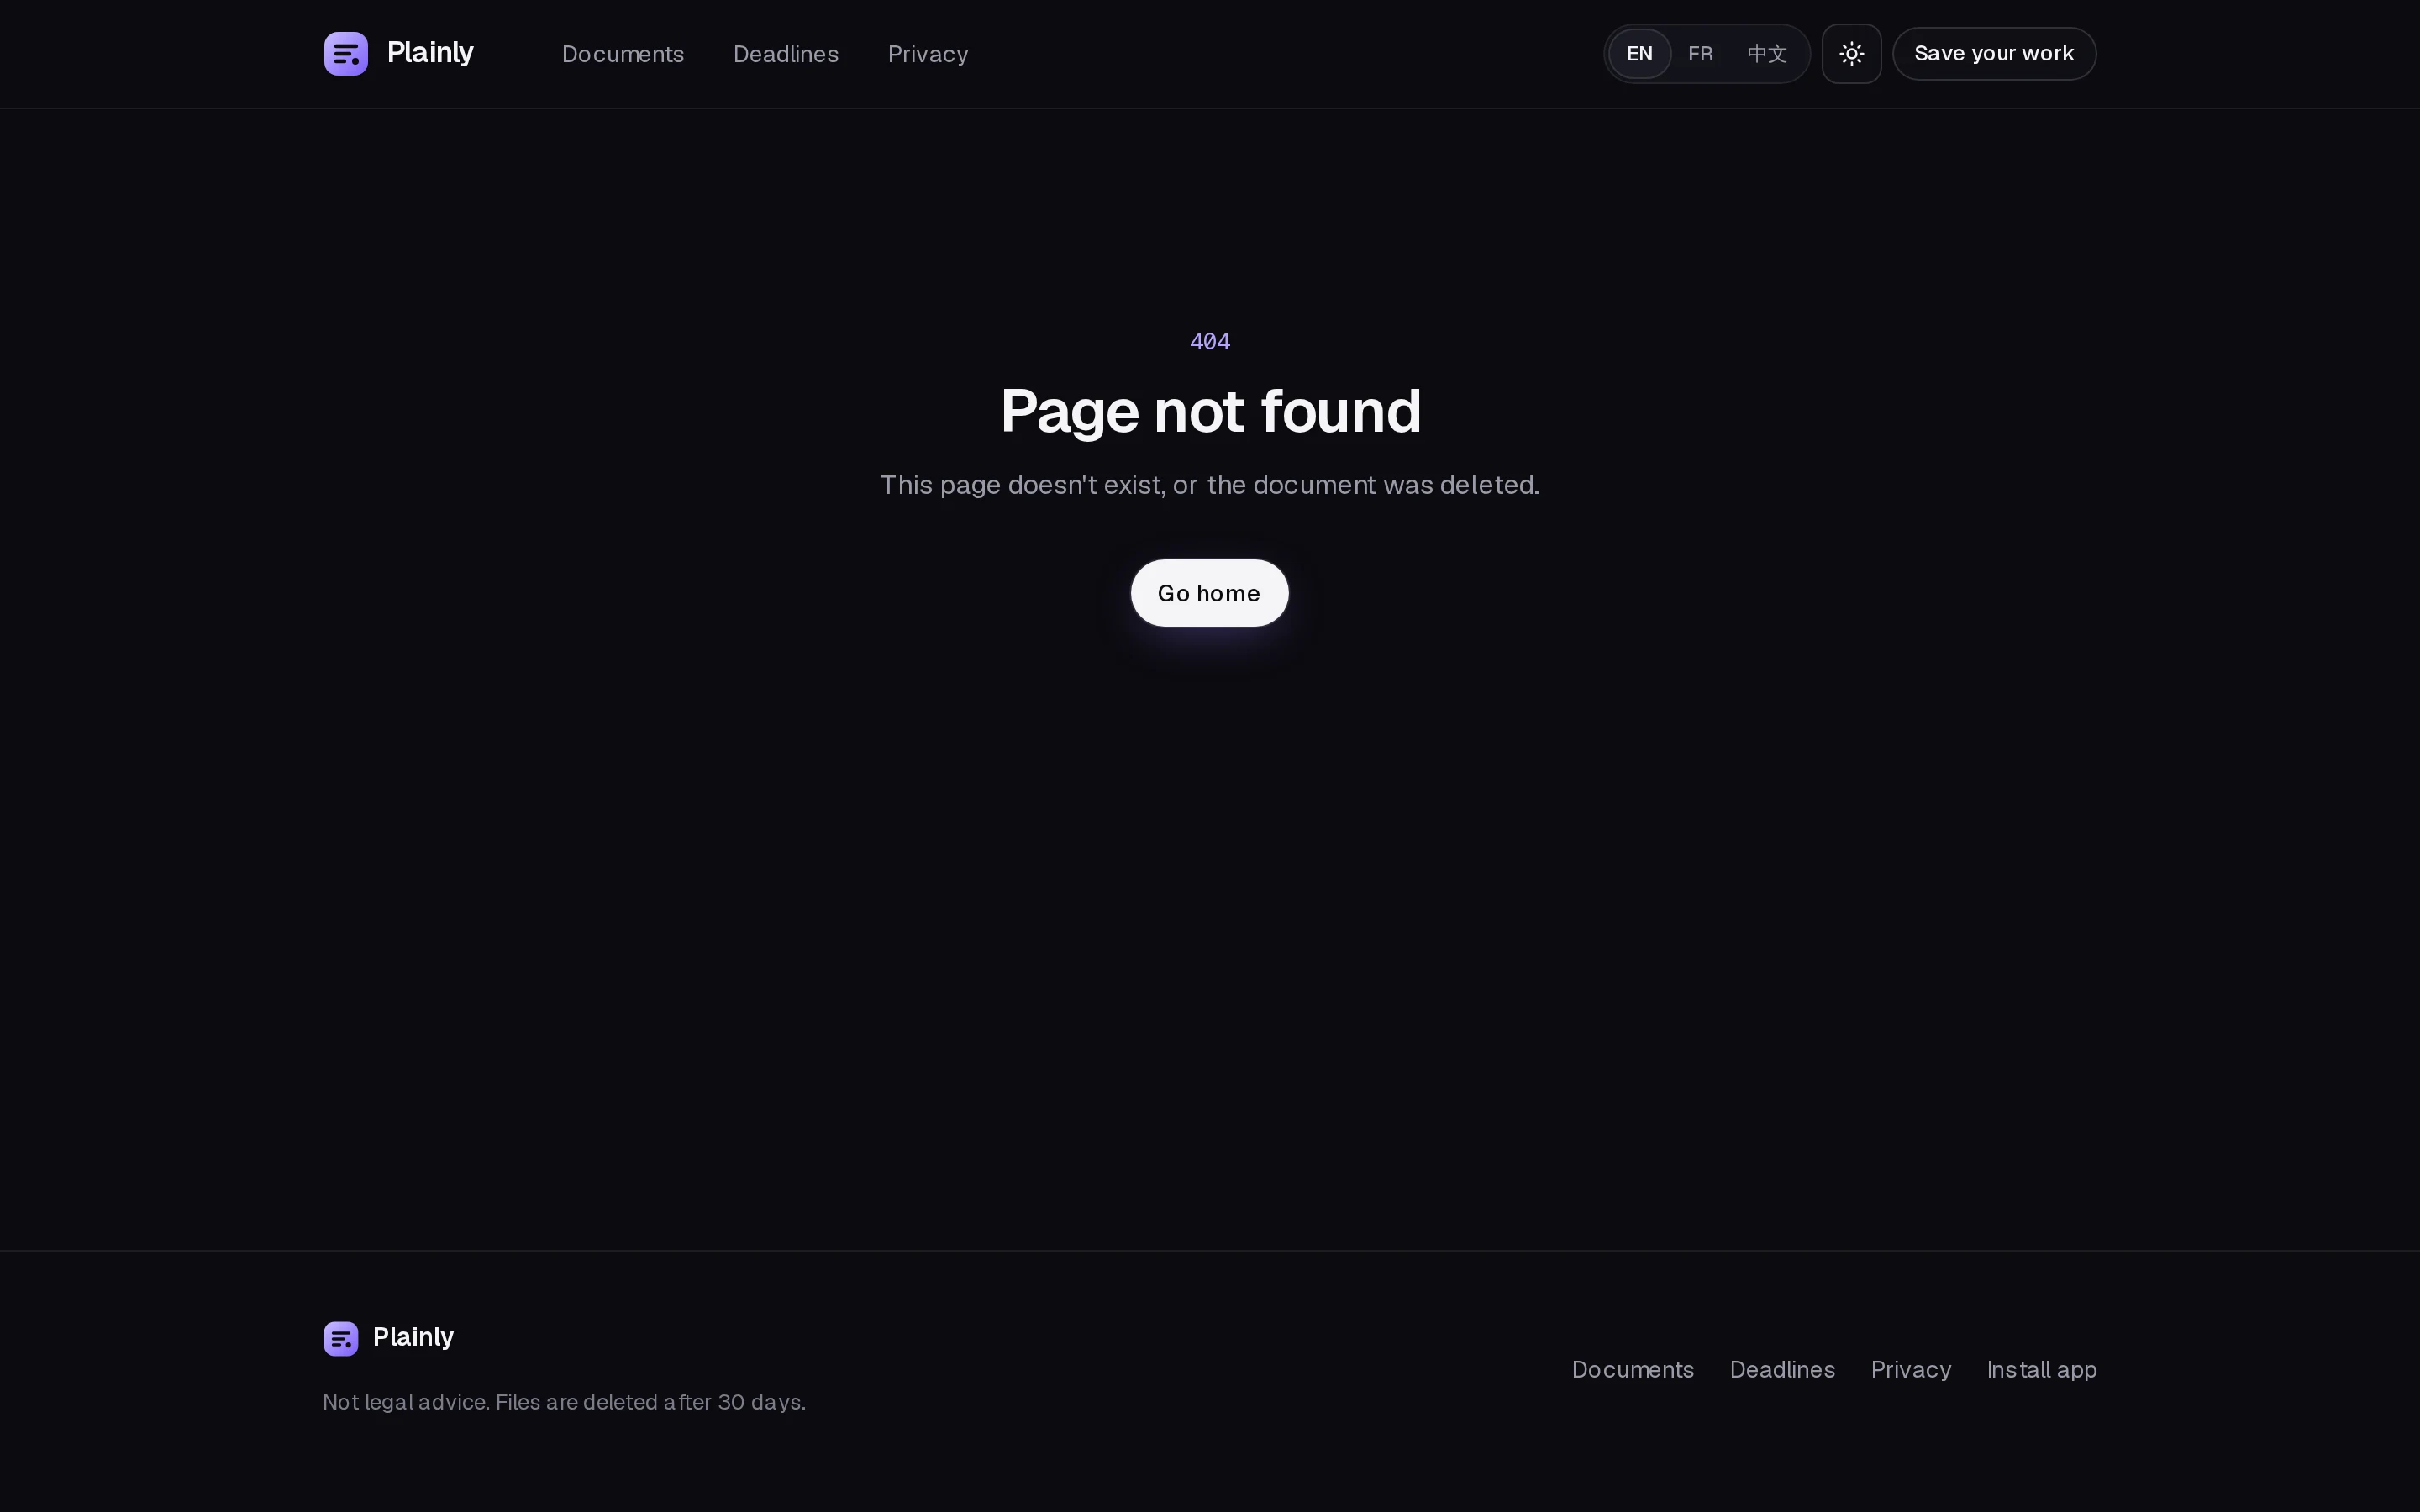 Plainly
Documents
Deadlines
Privacy
EN
FR
中文
Save your work
404
Page not found
This page doesn't exist, or the document was deleted.
Go home
Plainly
Not legal advice. Files are deleted after 30 days.
Documents
Deadlines
Privacy
Install app